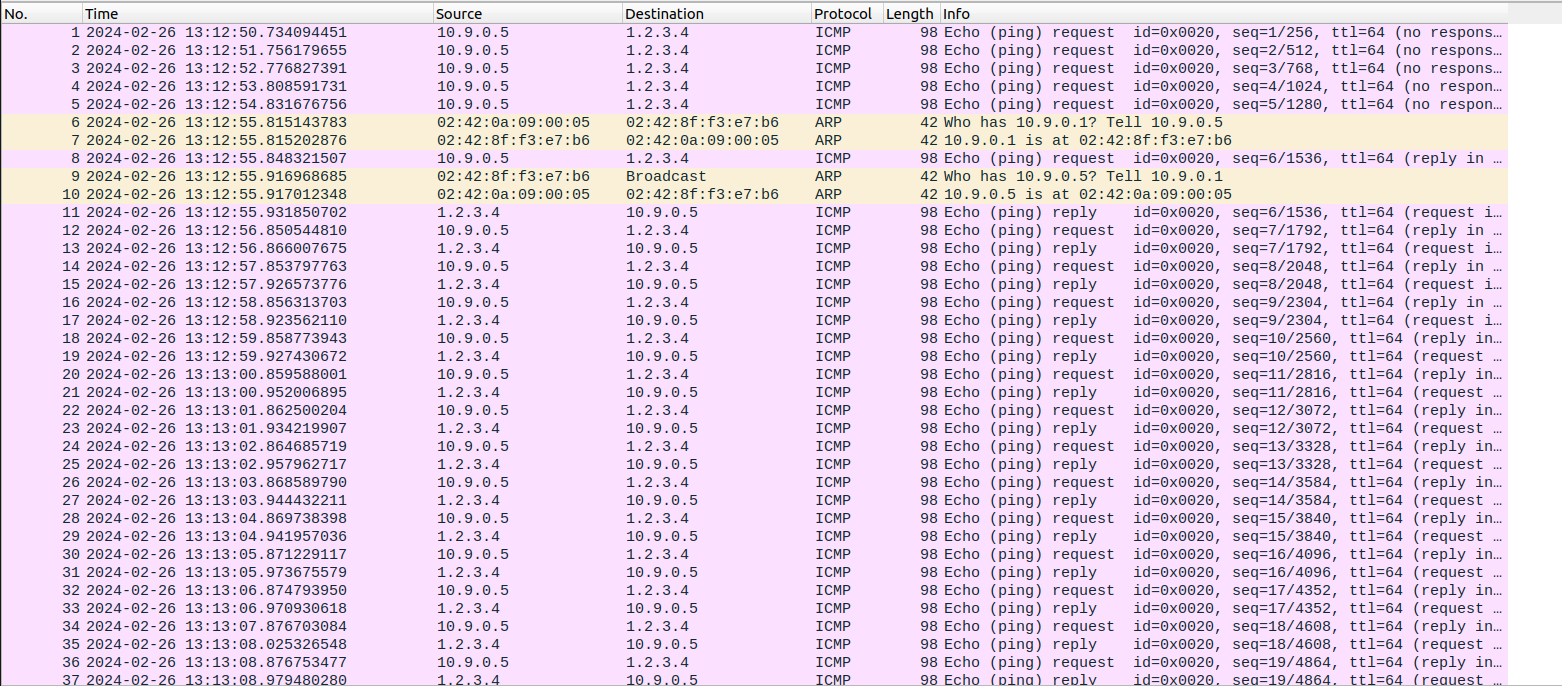 No. Time Source Destination Protocol Length Info
1 2024-02-26 13:12:50.734094451 10.9.0.5 1.2.3.4 ICMP 98 Echo (ping) request id=0x0020, seq=1/256, ttl=64 (no respons…
2 2024-02-26 13:12:51.756179655 10.9.0.5 1.2.3.4 ICMP 98 Echo (ping) request id=0x0020, seq=2/512, ttl=64 (no respons…
3 2024-02-26 13:12:52.776827391 10.9.0.5 1.2.3.4 ICMP 98 Echo (ping) request id=0x0020, seq=3/768, ttl=64 (no respons…
4 2024-02-26 13:12:53.808591731 10.9.0.5 1.2.3.4 ICMP 98 Echo (ping) request id=0x0020, seq=4/1024, ttl=64 (no respon…
5 2024-02-26 13:12:54.831676756 10.9.0.5 1.2.3.4 ICMP 98 Echo (ping) request id=0x0020, seq=5/1280, ttl=64 (no respon…
6 2024-02-26 13:12:55.815143783 02:42:0a:09:00:05 02:42:8f:f3:e7:b6 ARP 42 Who has 10.9.0.1? Tell 10.9.0.5
7 2024-02-26 13:12:55.815202876 02:42:8f:f3:e7:b6 02:42:0a:09:00:05 ARP 42 10.9.0.1 is at 02:42:8f:f3:e7:b6
8 2024-02-26 13:12:55.848321507 10.9.0.5 1.2.3.4 ICMP 98 Echo (ping) request id=0x0020, seq=6/1536, ttl=64 (reply in …
9 2024-02-26 13:12:55.916968685 02:42:8f:f3:e7:b6 Broadcast ARP 42 Who has 10.9.0.5? Tell 10.9.0.1
10 2024-02-26 13:12:55.917012348 02:42:0a:09:00:05 02:42:8f:f3:e7:b6 ARP 42 10.9.0.5 is at 02:42:0a:09:00:05
11 2024-02-26 13:12:55.931850702 1.2.3.4 10.9.0.5 ICMP 98 Echo (ping) reply id=0x0020, seq=6/1536, ttl=64 (request i…
12 2024-02-26 13:12:56.850544810 10.9.0.5 1.2.3.4 ICMP 98 Echo (ping) request id=0x0020, seq=7/1792, ttl=64 (reply in …
13 2024-02-26 13:12:56.866007675 1.2.3.4 10.9.0.5 ICMP 98 Echo (ping) reply id=0x0020, seq=7/1792, ttl=64 (request i…
14 2024-02-26 13:12:57.853797763 10.9.0.5 1.2.3.4 ICMP 98 Echo (ping) request id=0x0020, seq=8/2048, ttl=64 (reply in …
15 2024-02-26 13:12:57.926573776 1.2.3.4 10.9.0.5 ICMP 98 Echo (ping) reply id=0x0020, seq=8/2048, ttl=64 (request i…
16 2024-02-26 13:12:58.856313703 10.9.0.5 1.2.3.4 ICMP 98 Echo (ping) request id=0x0020, seq=9/2304, ttl=64 (reply in …
17 2024-02-26 13:12:58.923562110 1.2.3.4 10.9.0.5 ICMP 98 Echo (ping) reply id=0x0020, seq=9/2304, ttl=64 (request i…
18 2024-02-26 13:12:59.858773943 10.9.0.5 1.2.3.4 ICMP 98 Echo (ping) request id=0x0020, seq=10/2560, ttl=64 (reply in…
19 2024-02-26 13:12:59.927430672 1.2.3.4 10.9.0.5 ICMP 98 Echo (ping) reply id=0x0020, seq=10/2560, ttl=64 (request …
20 2024-02-26 13:13:00.859588001 10.9.0.5 1.2.3.4 ICMP 98 Echo (ping) request id=0x0020, seq=11/2816, ttl=64 (reply in…
21 2024-02-26 13:13:00.952006895 1.2.3.4 10.9.0.5 ICMP 98 Echo (ping) reply id=0x0020, seq=11/2816, ttl=64 (request …
22 2024-02-26 13:13:01.862500204 10.9.0.5 1.2.3.4 ICMP 98 Echo (ping) request id=0x0020, seq=12/3072, ttl=64 (reply in…
23 2024-02-26 13:13:01.934219907 1.2.3.4 10.9.0.5 ICMP 98 Echo (ping) reply id=0x0020, seq=12/3072, ttl=64 (request …
24 2024-02-26 13:13:02.864685719 10.9.0.5 1.2.3.4 ICMP 98 Echo (ping) request id=0x0020, seq=13/3328, ttl=64 (reply in…
25 2024-02-26 13:13:02.957962717 1.2.3.4 10.9.0.5 ICMP 98 Echo (ping) reply id=0x0020, seq=13/3328, ttl=64 (request …
26 2024-02-26 13:13:03.868589790 10.9.0.5 1.2.3.4 ICMP 98 Echo (ping) request id=0x0020, seq=14/3584, ttl=64 (reply in…
27 2024-02-26 13:13:03.944432211 1.2.3.4 10.9.0.5 ICMP 98 Echo (ping) reply id=0x0020, seq=14/3584, ttl=64 (request …
28 2024-02-26 13:13:04.869738398 10.9.0.5 1.2.3.4 ICMP 98 Echo (ping) request id=0x0020, seq=15/3840, ttl=64 (reply in…
29 2024-02-26 13:13:04.941957036 1.2.3.4 10.9.0.5 ICMP 98 Echo (ping) reply id=0x0020, seq=15/3840, ttl=64 (request …
30 2024-02-26 13:13:05.871229117 10.9.0.5 1.2.3.4 ICMP 98 Echo (ping) request id=0x0020, seq=16/4096, ttl=64 (reply in…
31 2024-02-26 13:13:05.973675579 1.2.3.4 10.9.0.5 ICMP 98 Echo (ping) reply id=0x0020, seq=16/4096, ttl=64 (request …
32 2024-02-26 13:13:06.874793950 10.9.0.5 1.2.3.4 ICMP 98 Echo (ping) request id=0x0020, seq=17/4352, ttl=64 (reply in…
33 2024-02-26 13:13:06.970930618 1.2.3.4 10.9.0.5 ICMP 98 Echo (ping) reply id=0x0020, seq=17/4352, ttl=64 (request …
34 2024-02-26 13:13:07.876703084 10.9.0.5 1.2.3.4 ICMP 98 Echo (ping) request id=0x0020, seq=18/4608, ttl=64 (reply in…
35 2024-02-26 13:13:08.025326548 1.2.3.4 10.9.0.5 ICMP 98 Echo (ping) reply id=0x0020, seq=18/4608, ttl=64 (request …
36 2024-02-26 13:13:08.876753477 10.9.0.5 1.2.3.4 ICMP 98 Echo (ping) request id=0x0020, seq=19/4864, ttl=64 (reply in…
37 2024-02-26 13:13:08.979480280 1.2.3.4 10.9.0.5 ICMP 98 Echo (ping) reply id=0x0020, seq=19/4864, ttl=64 (request …